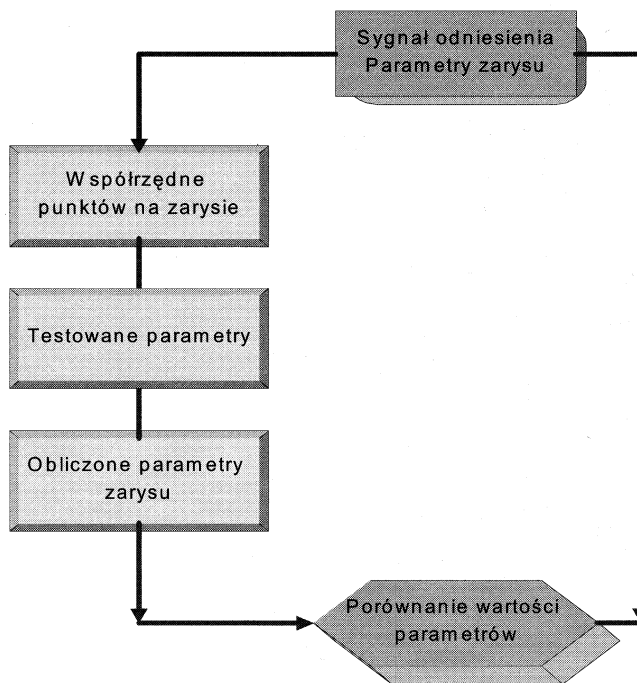 Sygnał odniesienia
Parametry zarysu
Współrzędne
punktów na zarysie
Testowane parametry
Obliczone parametry
zarysu
Porównanie wartości
parametrów